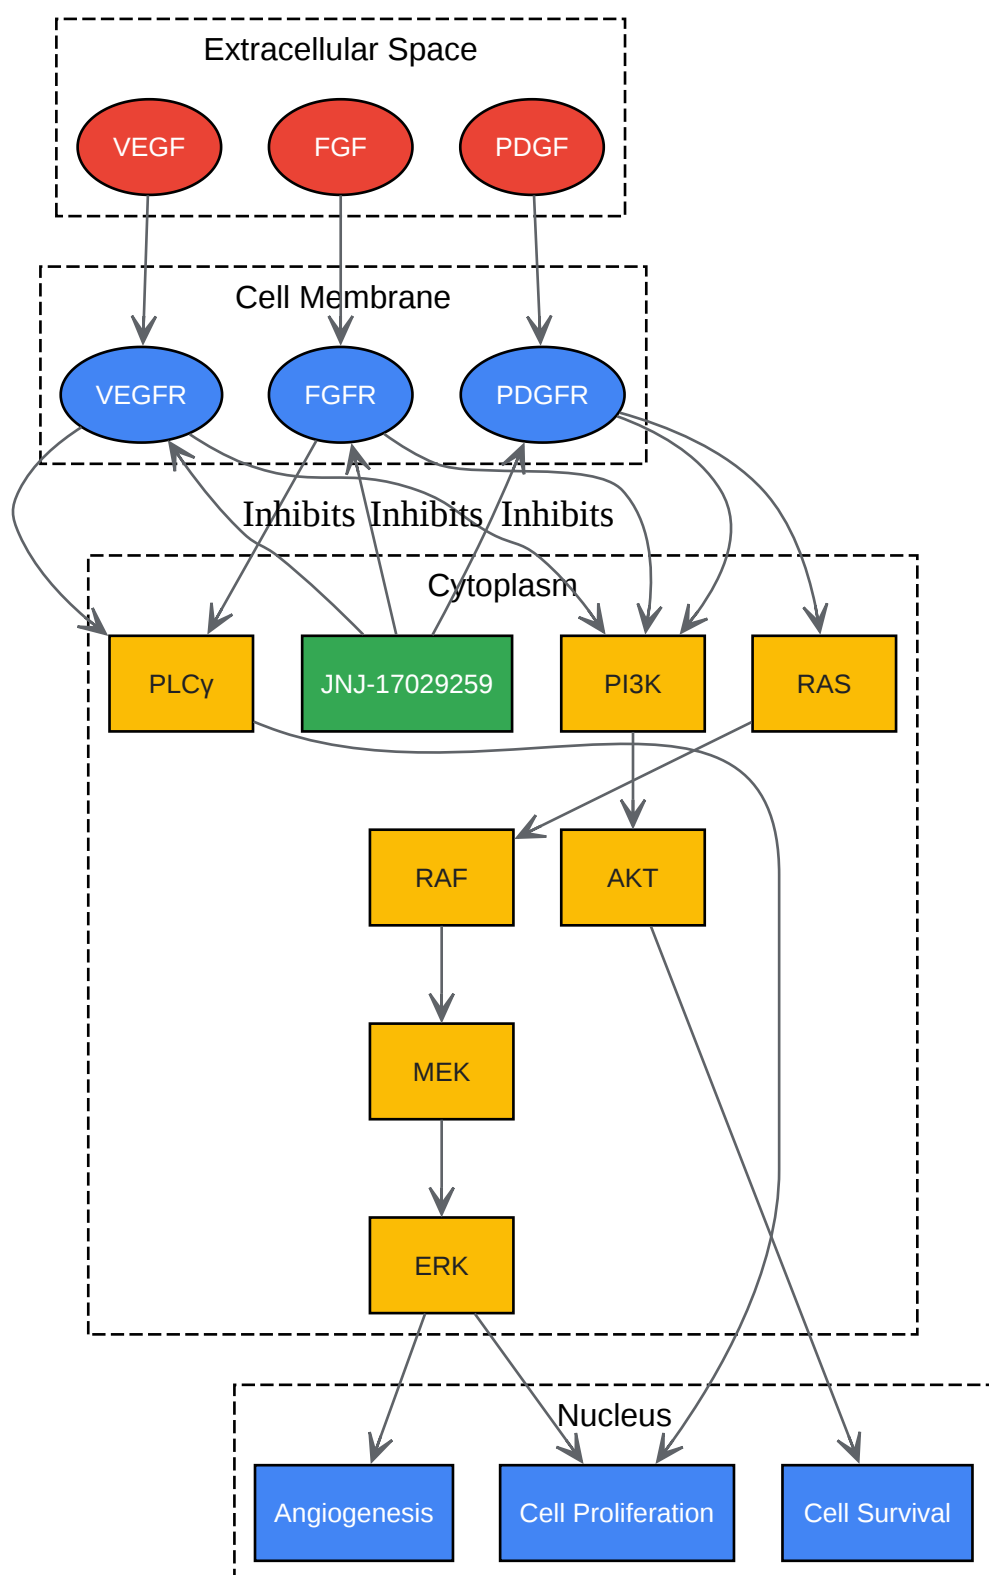 Extracellular Space
VEGF
FGF
PDGF
Cell Membrane
VEGFR
FGFR
PDGFR
Inhibits
Inhibits
Inhibits
Cytoplasm
PLCγ
JNJ-17029259
PI3K
RAS
RAF
AKT
MEK
ERK
Nucleus
Angiogenesis
Cell Proliferation
Cell Survival